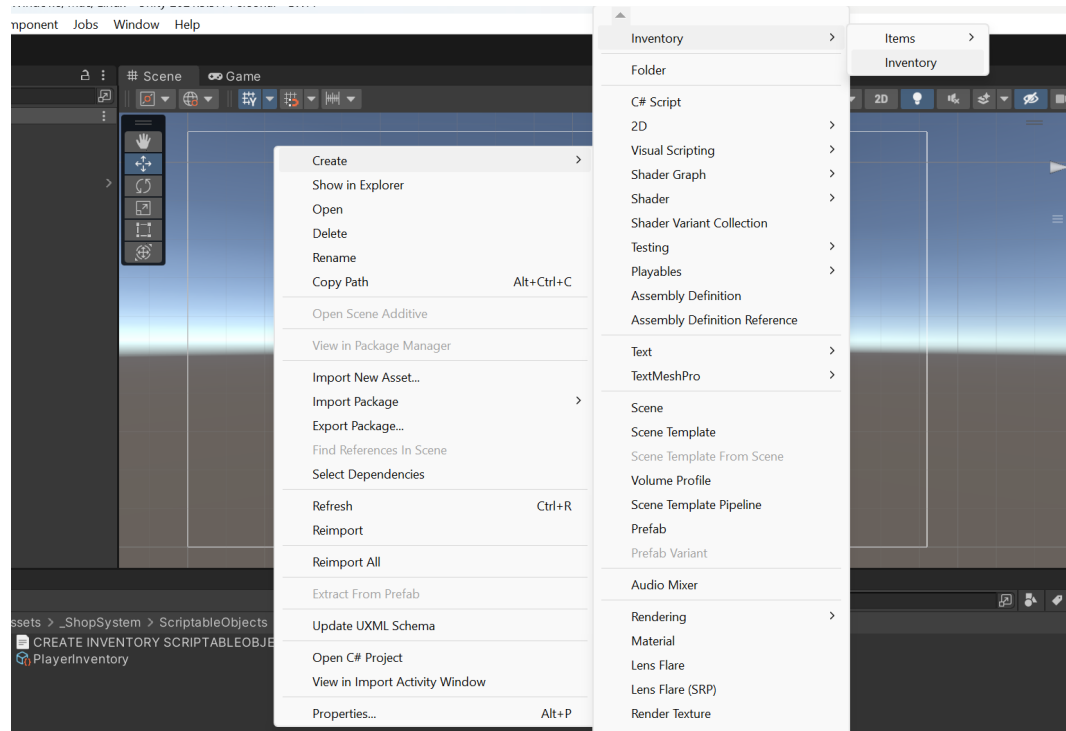 mponent Jobs Window Help
# Scene Game
2D
Create
Show in Explorer
Open
Delete
Rename
Copy Path Alt+Ctrl+C
Open Scene Additive
View in Package Manager
Import New Asset...
Import Package
Export Package...
Find References In Scene
Select Dependencies
Refresh Ctrl+R
Reimport
Reimport All
Extract From Prefab
Update UXML Schema
Open C# Project
View in Import Activity Window
Properties... Alt+P
Inventory
Folder
C# Script
2D
Visual Scripting
Shader Graph
Shader
Shader Variant Collection
Testing
Playables
Assembly Definition
Assembly Definition Reference
Text
TextMeshPro
Scene
Scene Template
Scene Template From Scene
Volume Profile
Scene Template Pipeline
Prefab
Prefab Variant
Audio Mixer
Rendering
Material
Lens Flare
Lens Flare (SRP)
Render Texture
Items
Inventory
ssets > _ShopSystem > ScriptableObjects
CREATE INVENTORY SCRIPTABLEOBJE
PlayerInventory